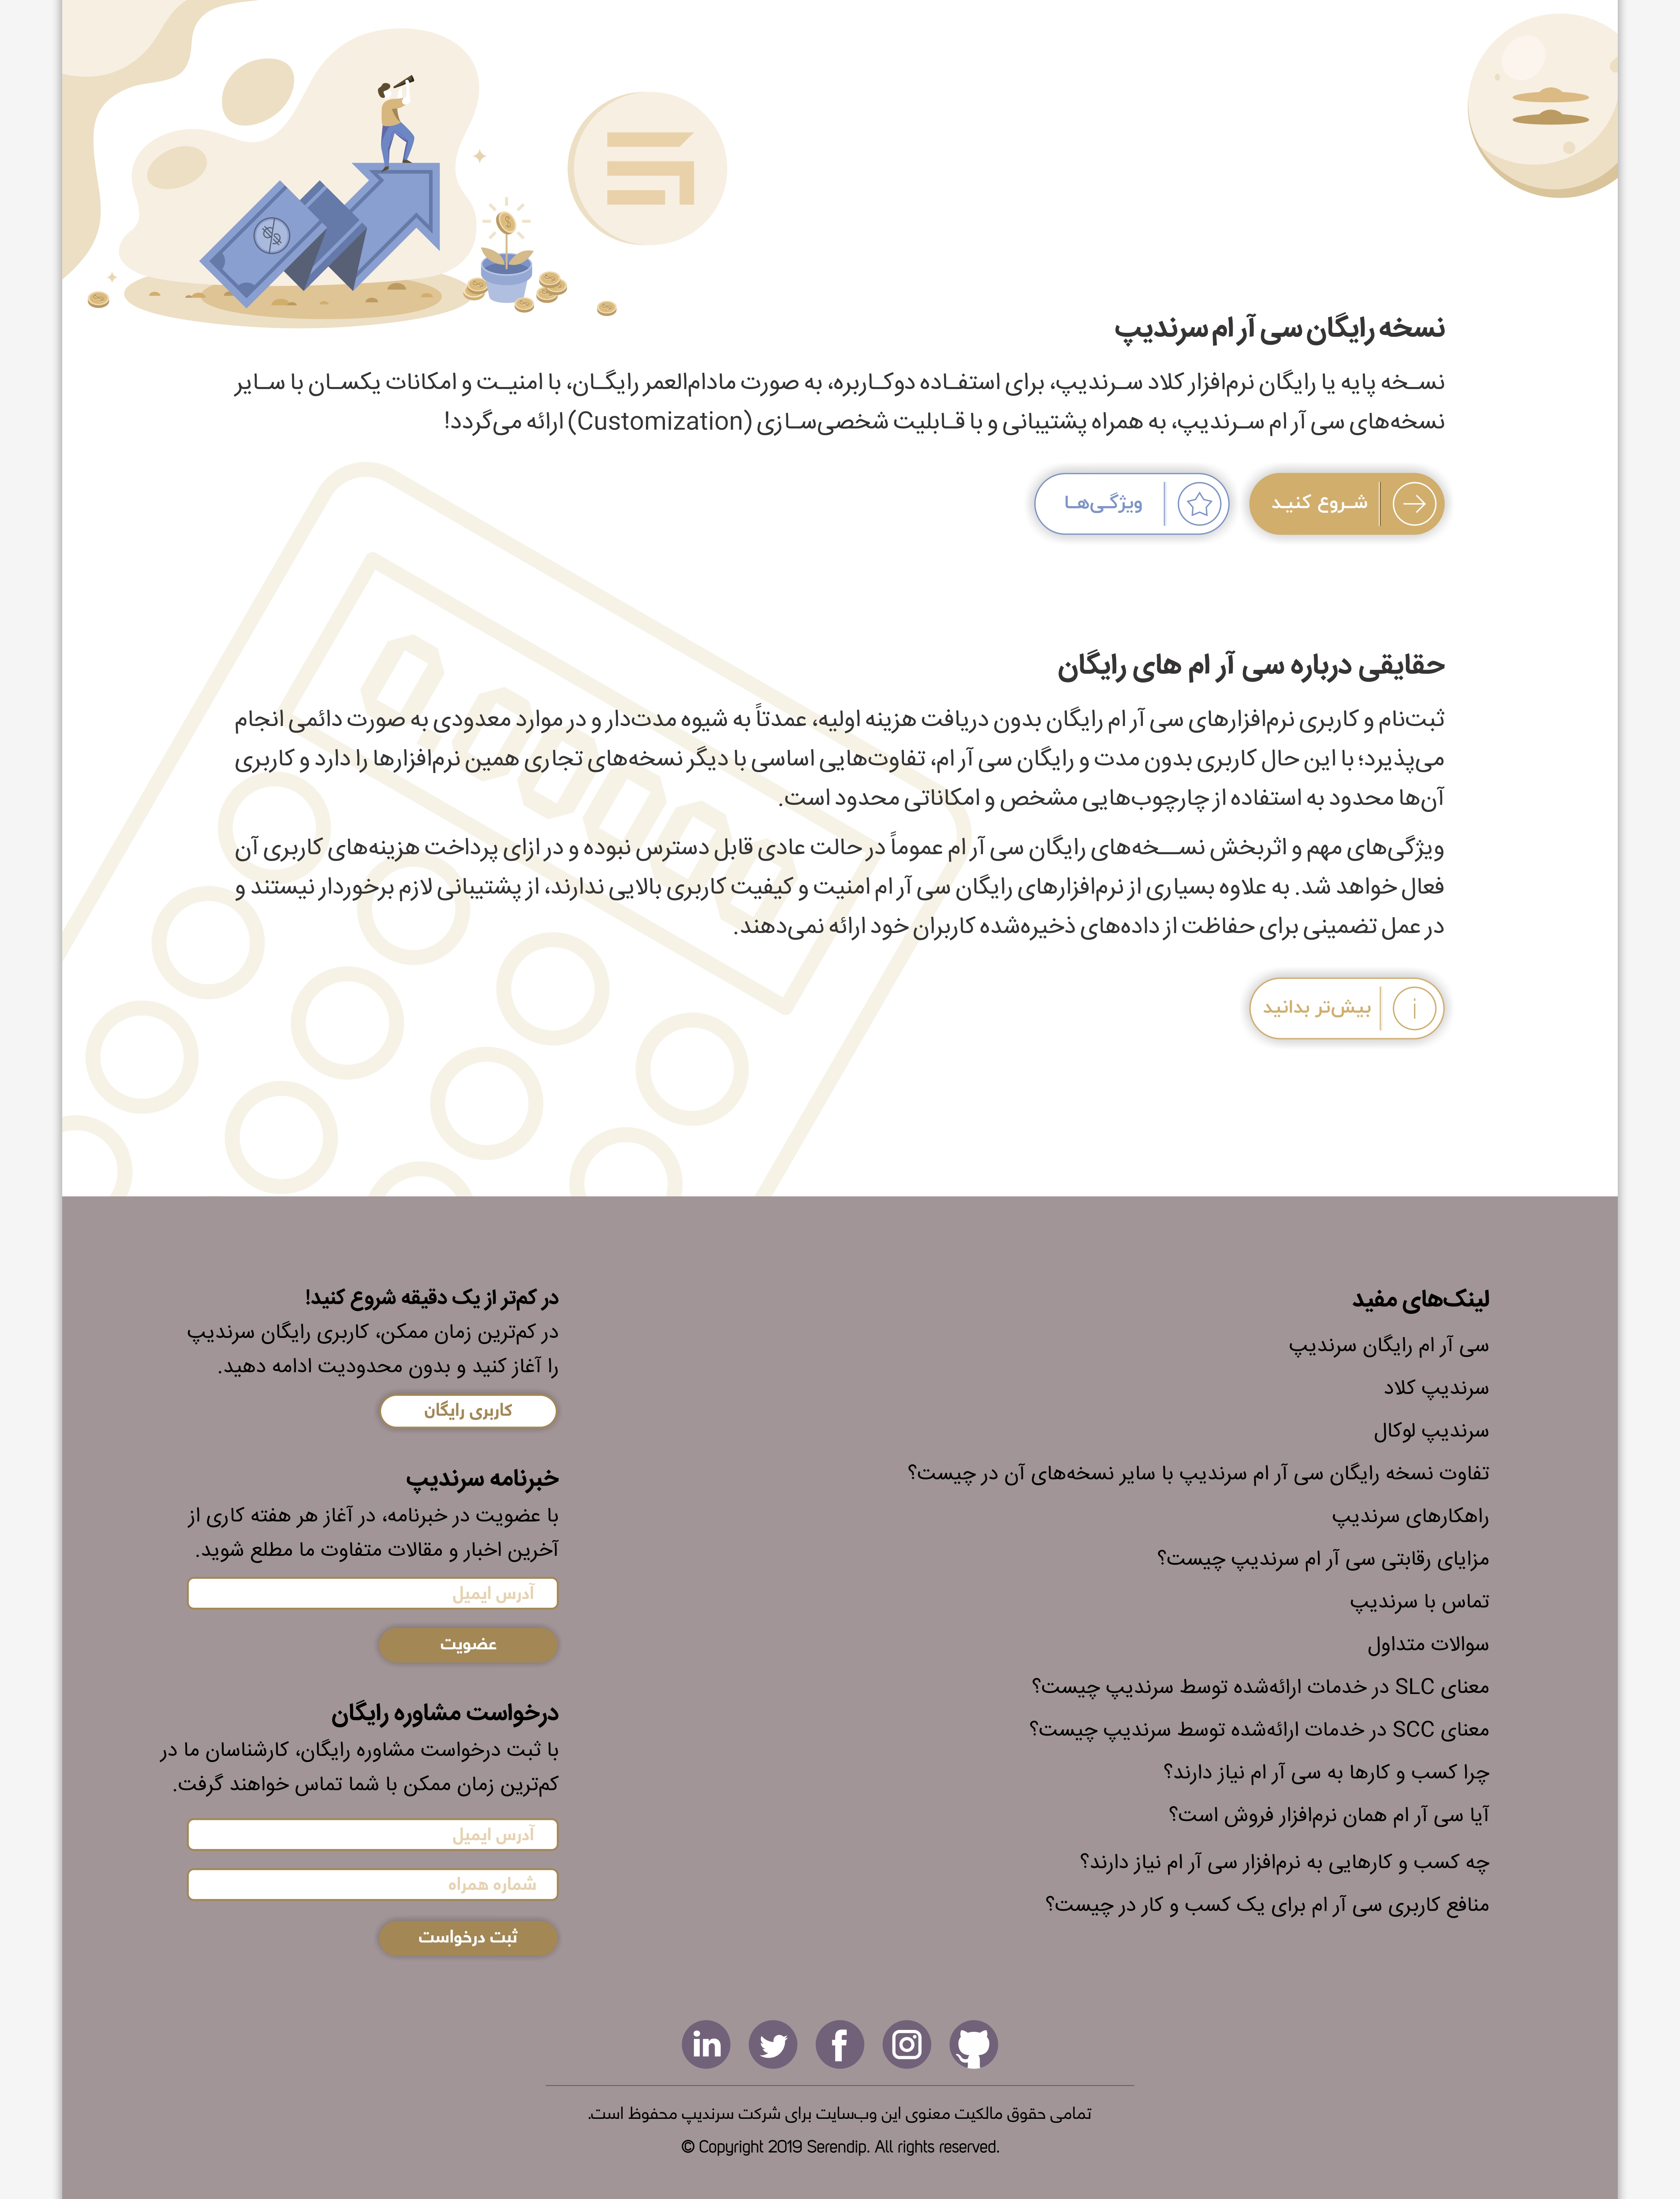 نسخه رایگان سی آر ام سرندیپ
نسـخه پایه یا رایگان نرم‌افزار کلاد سـرندیپ، برای استفـاده دوکـاربره، به صورت مادام‌العمر رایگـان، با امنیـت و امکانات یکسـان با سـایر
نسخه‌های سی آر ام سـرندیپ، به همراه پشتیبانی و با قـابلیت شخصی‌سـازی (Customization) ارائه می‌گردد!
شـروع کنیـد
ویژگـی‌هـا
حقایقی درباره سی آر ام های رایگان
ثبت‌نام و کاربری نرم‌افزارهای سی آر ام رایگان بدون دریافت هزینه اولیه، عمدتاً به شیوه مدت‌دار و در موارد معدودی به صورت دائمی انجام
می‌پذیرد؛ با این حال کاربری بدون مدت و رایگان سی آر ام، تفاوت‌هایی اساسی با دیگر نسخه‌های تجاری همین نرم‌افزارها را دارد و کاربری
آن‌ها محدود به استفاده از چارچوب‌هایی مشخص و امکاناتی محدود است.
ویژگی‌های مهم و اثربخش نســخه‌های رایگان سی آر ام عموماً در حالت عادی قابل دسترس نبوده و در ازای پرداخت هزینه‌های کاربری آن
فعال خواهد شد. به علاوه بسیاری از نرم‌افزارهای رایگان سی آر ام امنیت و کیفیت کاربری بالایی ندارند، از پشتیبانی لازم برخوردار نیستند و
در عمل تضمینی برای حفاظت از داده‌های ذخیره‌شده کاربران خود ارائه نمی‌دهند.
بیش‌تر بدانید
لینک‌های مفید
سی آر ام رایگان سرندیپ
سرندیپ کلاد
سرندیپ لوکال
تفاوت نسخه رایگان سی آر ام سرندیپ با سایر نسخه‌های آن در چیست؟
راهکارهای سرندیپ
مزایای رقابتی سی آر ام سرندیپ چیست؟
تماس با سرندیپ
سوالات متداول
معنای SLC در خدمات ارائه‌شده توسط سرندیپ چیست؟
معنای SCC در خدمات ارائه‌شده توسط سرندیپ چیست؟
چرا کسب و کارها به سی آر ام نیاز دارند؟
آیا سی آر ام همان نرم‌افزار فروش است؟
چه کسب و کارهایی به نرم‌افزار سی آر ام نیاز دارند؟
منافع کاربری سی آر ام برای یک کسب و کار در چیست؟
در کم‌تر از یک دقیقه شروع کنید!
در کم‌ترین زمان ممکن، کاربری رایگان سرندیپ
را آغاز کنید و بدون محدودیت ادامه دهید.
کاربری رایگان
خبرنامه سرندیپ
با عضویت در خبرنامه، در آغاز هر هفته کاری از
آخرین اخبار و مقالات متفاوت ما مطلع شوید.
آدرس ایمیل
عضویت
درخواست مشاوره رایگان
با ثبت درخواست مشاوره رایگان، کارشناسان ما در
کم‌ترین زمان ممکن با شما تماس خواهند گرفت.
آدرس ایمیل
شماره همراه
ثبت درخواست
تمامی حقوق مالکیت معنوی این وب‌سایت برای شرکت سرندیپ محفوظ است.
© Copyright 2019 Serendip. All rights reserved.